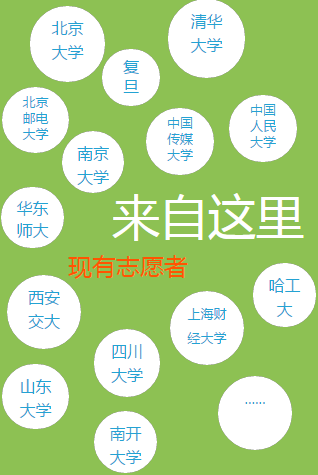 北京
大学
清华
大学
复
旦
北京
邮电
大学
中国
传媒
大学
中国
人民
大学
南京
大学
华东
师大
来自这里
现有志愿者
西安
交大
哈工
大
上海财
经大学
四川
大学
山东
大学
......
南开
大学